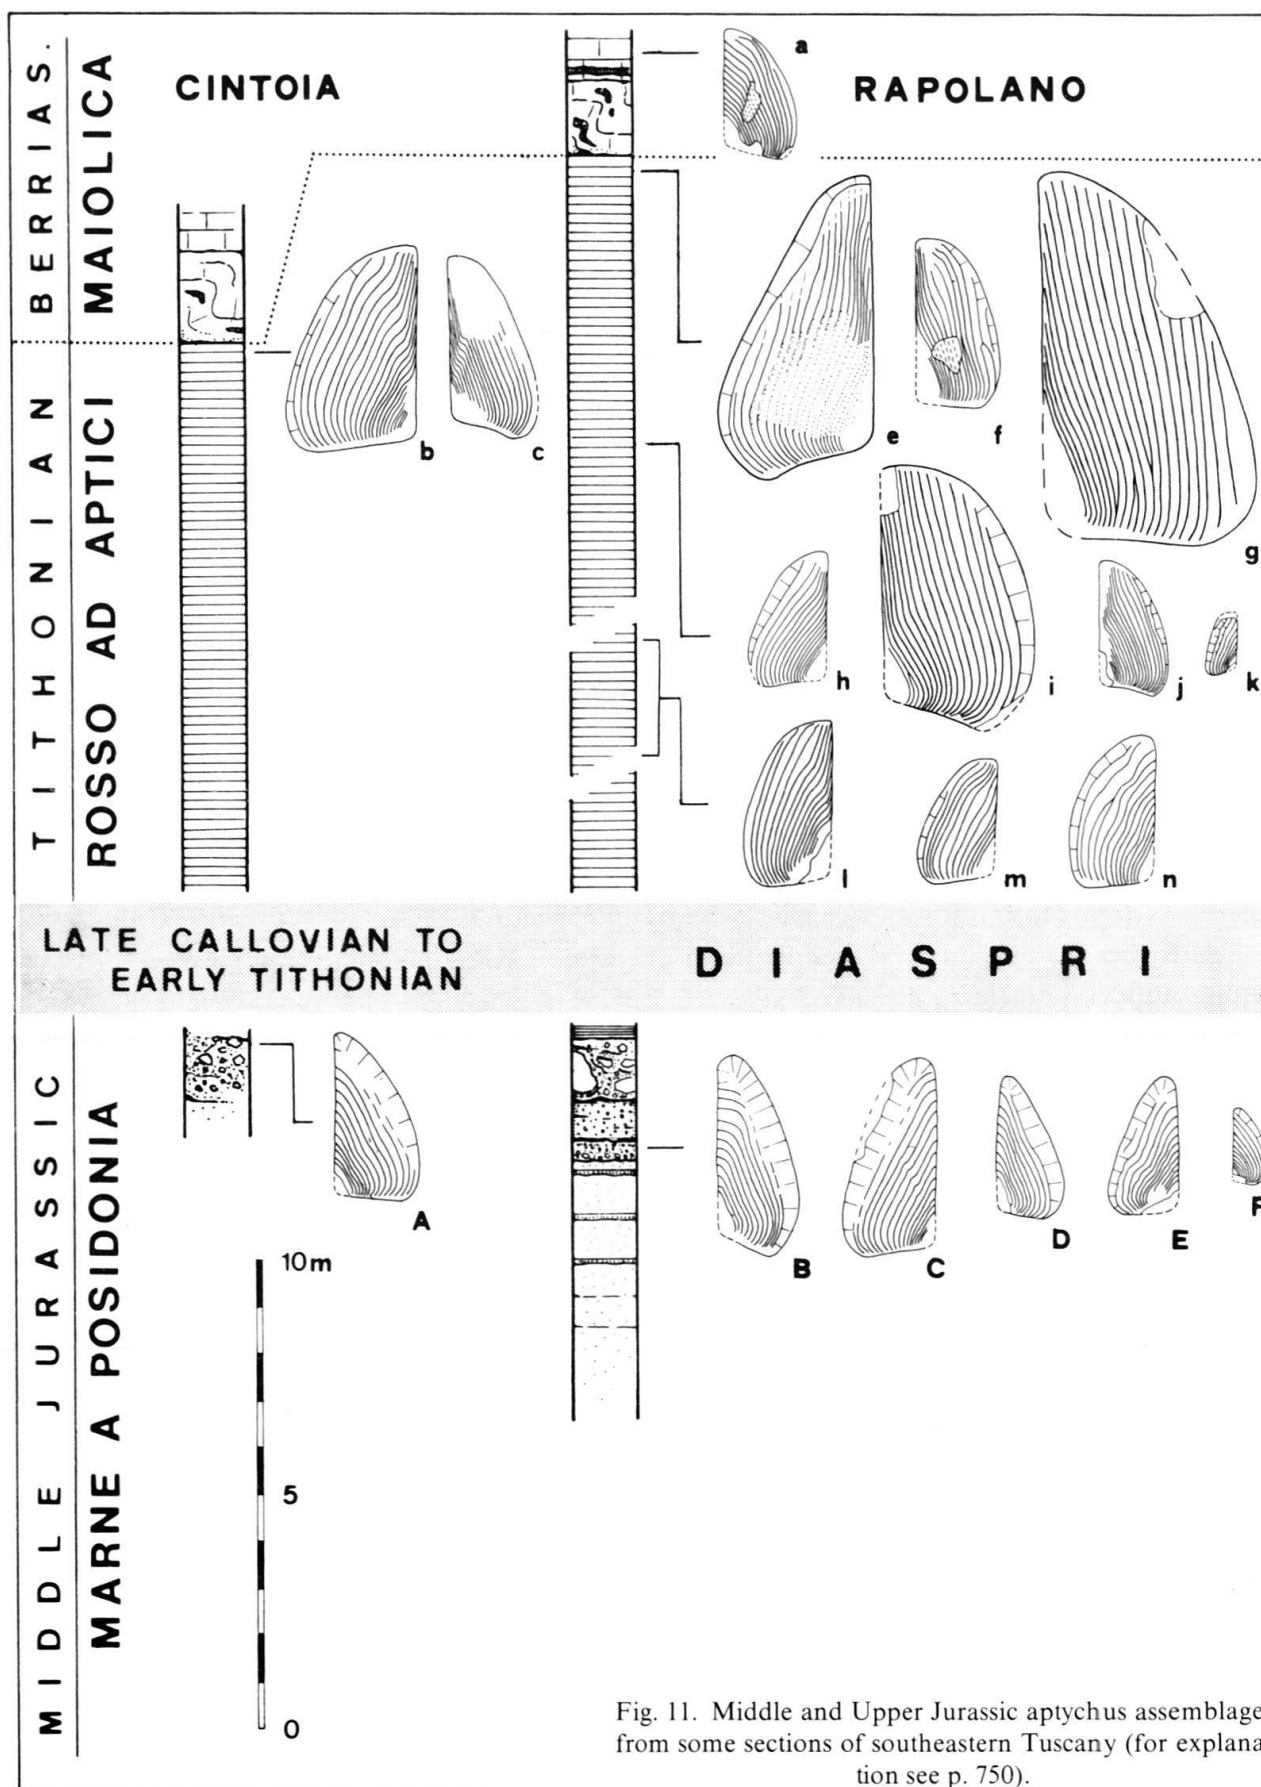 BERRIAS.
MAIOLICA
CINTOIA
RAPOLANO
a
TITHONIAN
ROSSO AD APTICI
b
c
e
f
g
h
i
j
k
l
m
n
LATE CALLOVIAN TO
EARLY TITHONIAN
DIASPRI
MIDDLE JURASSIC
MARNE A POSIDONIA
A
B
C
D
E
F
10m
5
0
Fig. 11. Middle and Upper Jurassic aptychus assemblage
from some sections of southeastern Tuscany (for explana
tion see p. 750).